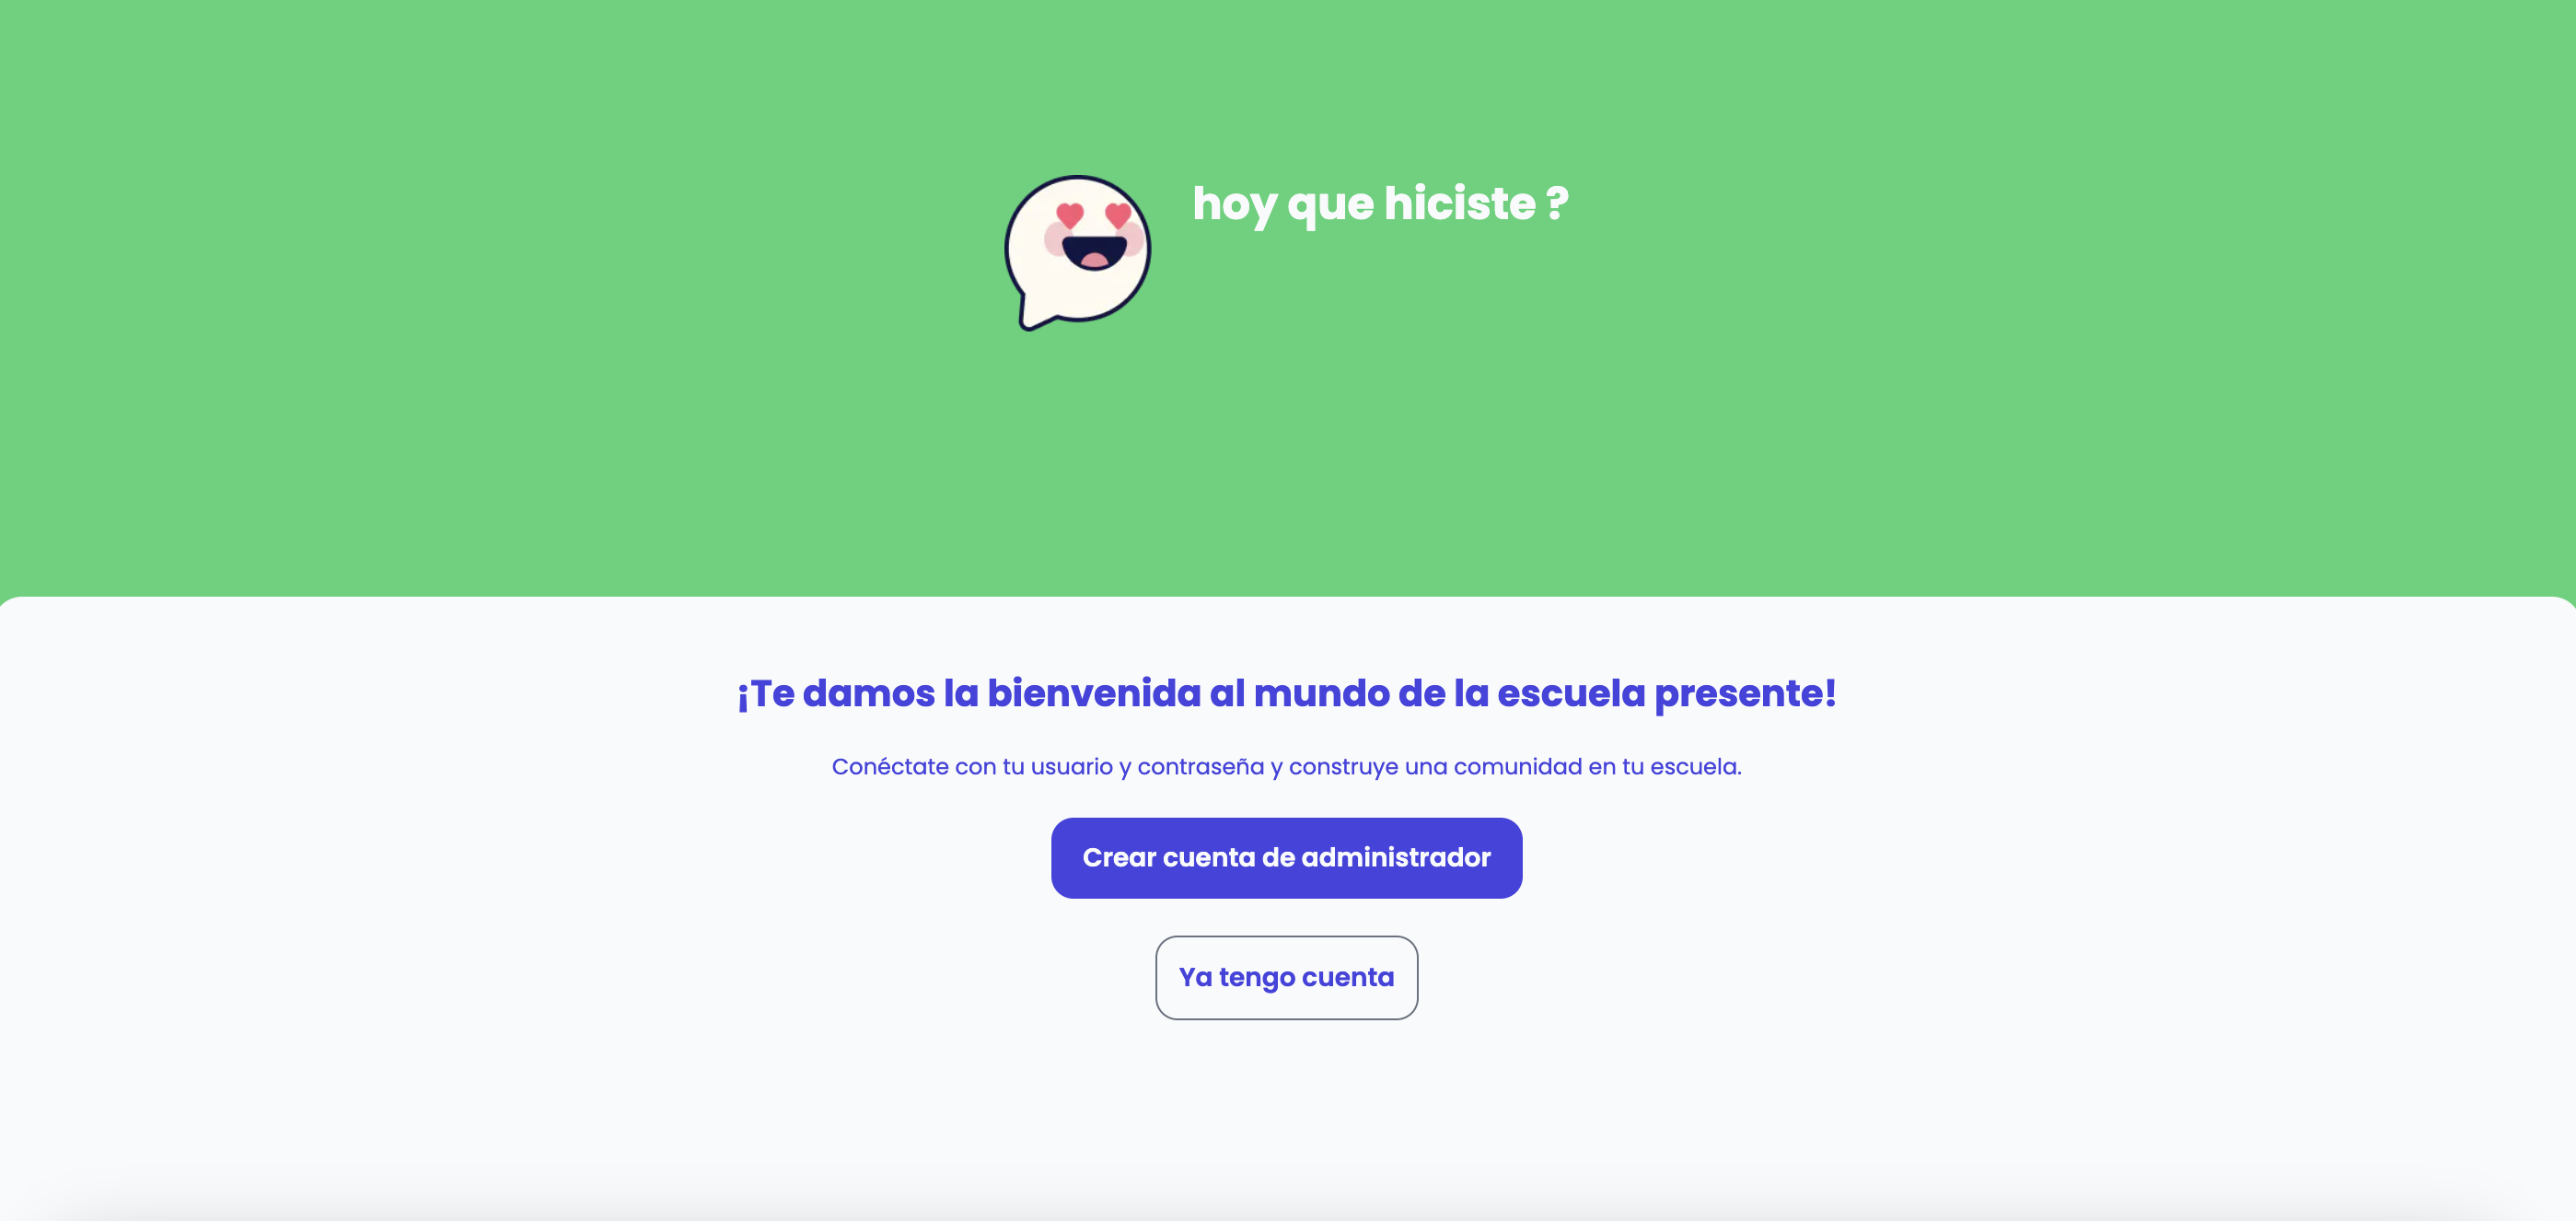 hoy que hiciste ?
¡Te damos la bienvenida al mundo de la escuela presente!
Conéctate con tu usuario y contraseña y construye una comunidad en tu escuela.
Crear cuenta de administrador
Ya tengo cuenta